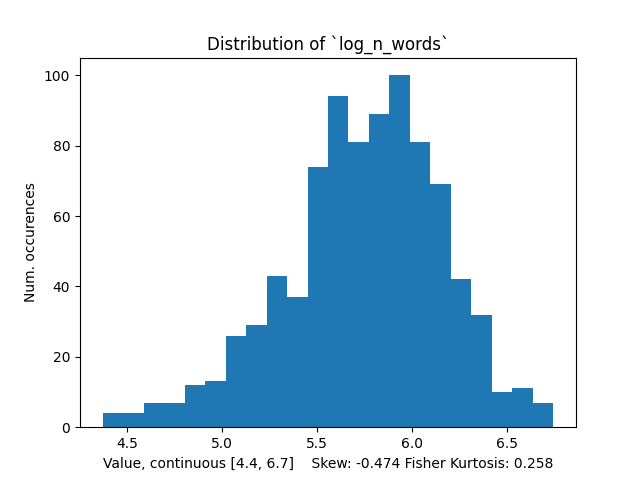 Distribution of `log_n_words`
100
80
60
40
20
0
Num. occurences
4.5 5.0 5.5 6.0 6.5
Value, continuous [4.4, 6.7] Skew: -0.474 Fisher Kurtosis: 0.258